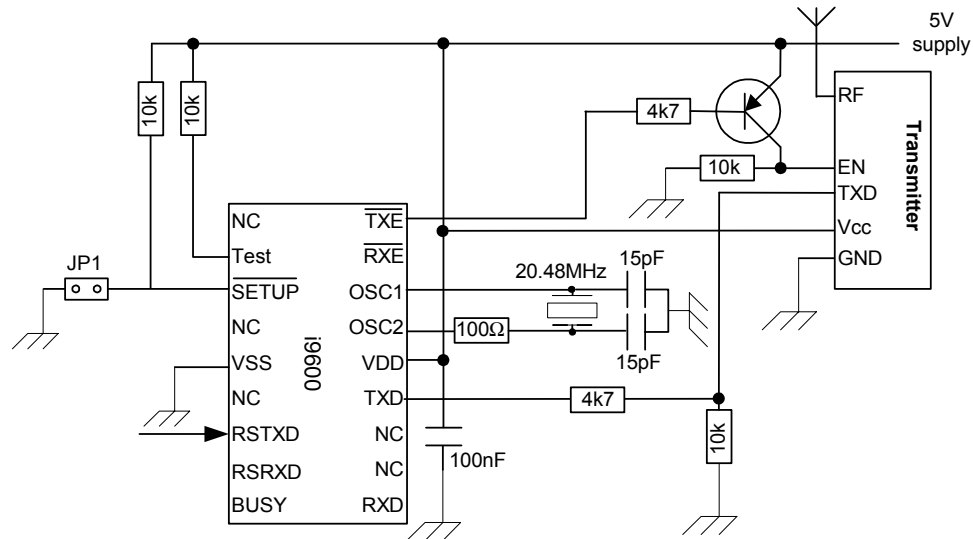 5V
supply
10k
10k
4k7
RF
Transmitter
10k
EN
TXD
Vcc
GND
NC
TXE
Test
RXE
JP1
SETUP
OSC1
20.48MHz
15pF
NC
OSC2
100Ω
15pF
VSS
i9600
VDD
NC
TXD
4k7
RSTXD
NC
100nF
10k
RSRXD
NC
BUSY
RXD